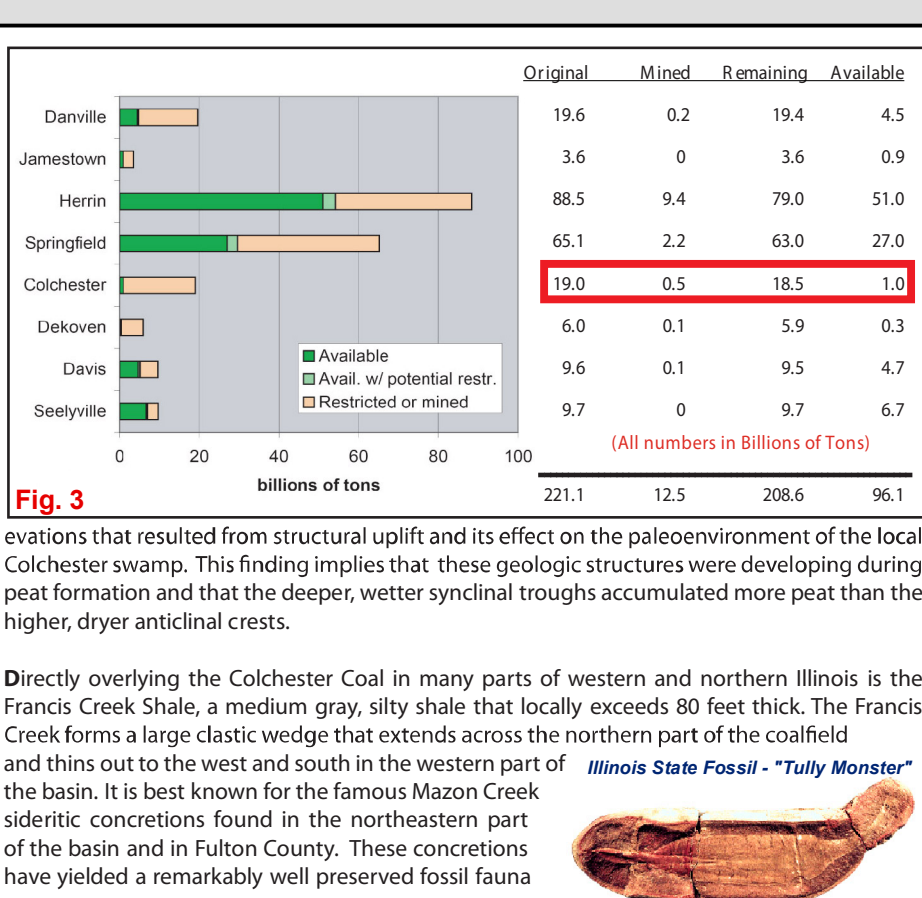 Original Mined Remaining Available
Danville 19.6 0.2 19.4 4.5
Jamestown 3.6 0 3.6 0.9
Herrin 88.5 9.4 79.0 51.0
Springfield 65.1 2.2 63.0 27.0
Colchester 19.0 0.5 18.5 1.0
Dekoven 6.0 0.1 5.9 0.3
Davis 9.6 0.1 9.5 4.7
Seelyville 9.7 0 9.7 6.7
Available
Avail. w/ potential restr.
Restricted or mined
(All numbers in Billions of Tons)
0 20 40 60 80 100
billions of tons
Fig. 3
221.1 12.5 208.6 96.1
evations that resulted from structural uplift and its effect on the paleoenvironment of the local
Colchester swamp. This finding implies that these geologic structures were developing during
peat formation and that the deeper, wetter synclinal troughs accumulated more peat than the
higher, dryer anticlinal crests.
Directly overlying the Colchester Coal in many parts of western and northern Illinois is the
Francis Creek Shale, a medium gray, silty shale that locally exceeds 80 feet thick. The Francis
Creek forms a large clastic wedge that extends across the northern part of the coalfield
and thins out to the west and south in the western part of
the basin. It is best known for the famous Mazon Creek
sideritic concretions found in the northeastern part
of the basin and in Fulton County. These concretions
have yielded a remarkably well preserved fossil fauna
Illinois State Fossil - "Tully Monster"